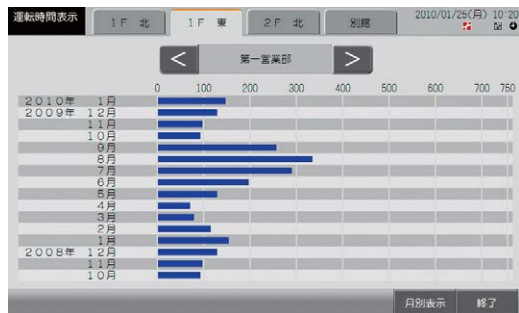 運転時間表示 1F 北 1F 東 2F 北 別館 2010/01/25(月) 10:20
< 第一営業部 >
0 100 200 300 400 500 600 700 750
2010年 1月
2009年 12月
11月
10月
9月
8月
7月
6月
5月
4月
3月
2月
1月
2008年 12月
11月
10月
月別表示 終了